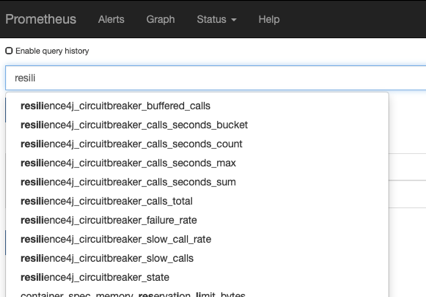 Prometheus Alerts Graph Status Help
Enable query history
resili
resilience4j_circuitbreaker_buffered_calls
resilience4j_circuitbreaker_calls_seconds_bucket
resilience4j_circuitbreaker_calls_seconds_count
resilience4j_circuitbreaker_calls_seconds_max
resilience4j_circuitbreaker_calls_seconds_sum
resilience4j_circuitbreaker_calls_total
resilience4j_circuitbreaker_failure_rate
resilience4j_circuitbreaker_slow_call_rate
resilience4j_circuitbreaker_slow_calls
resilience4j_circuitbreaker_state
container_spec_memory_reservation_limit_bytes